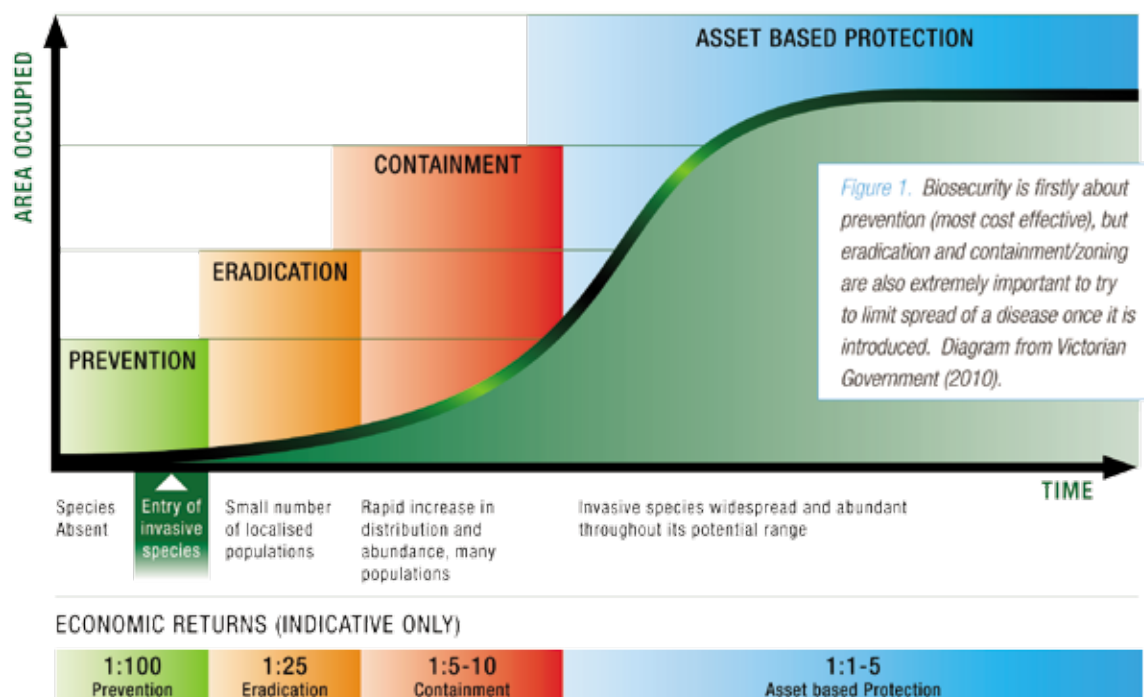 AREA OCCUPIED
ASSET BASED PROTECTION
CONTAINMENT
ERADICATION
PREVENTION
Figure 1. Biosecurity is firstly about
prevention (most cost effective), but
eradication and containment/zoning
are also extremely important to try
to limit spread of a disease once it is
introduced. Diagram from Victorian
Government (2010).
TIME
Species
Absent
Entry of
invasive
species
Small number
of localised
populations
Rapid increase in
distribution and
abundance, many
populations
Invasive species widespread and abundant
throughout its potential range
ECONOMIC RETURNS (INDICATIVE ONLY)
1:100
Prevention
1:25
Eradication
1:5-10
Containment
1:1-5
Asset based Protection